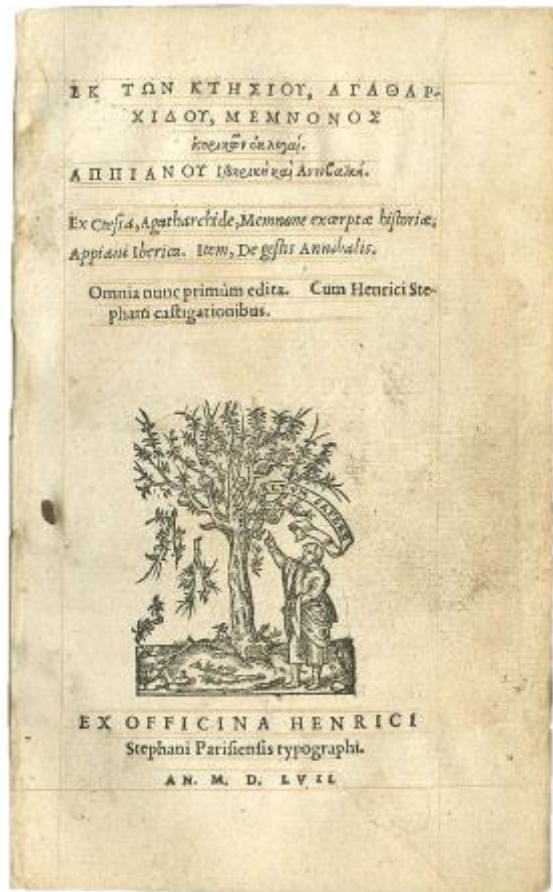 ΕΚ ΤΩΝ ΚΤΗΣΙΟΥ, ΑΓΑΘΑΡ-
ΧΙΔΟΥ, ΜΕΜΝΟΝΟΣ
ἱστορικῶν ἐκλογαί.
ΑΠΠΙΑΝΟΥ Ιβηρικὴ καὶ Αννιβαϊκή.
Ex Ctesia, Agatharchide, Memnone excerptæ historiæ.
Appiani Iberica. Item, De gestis Annibalis.
Omnia nunc primùm edita. Cum Henrici Ste-
phani castigationibus.
EX OFFICINA HENRICI
Stephani Parisiensis typographi.
AN. M. D. LVII